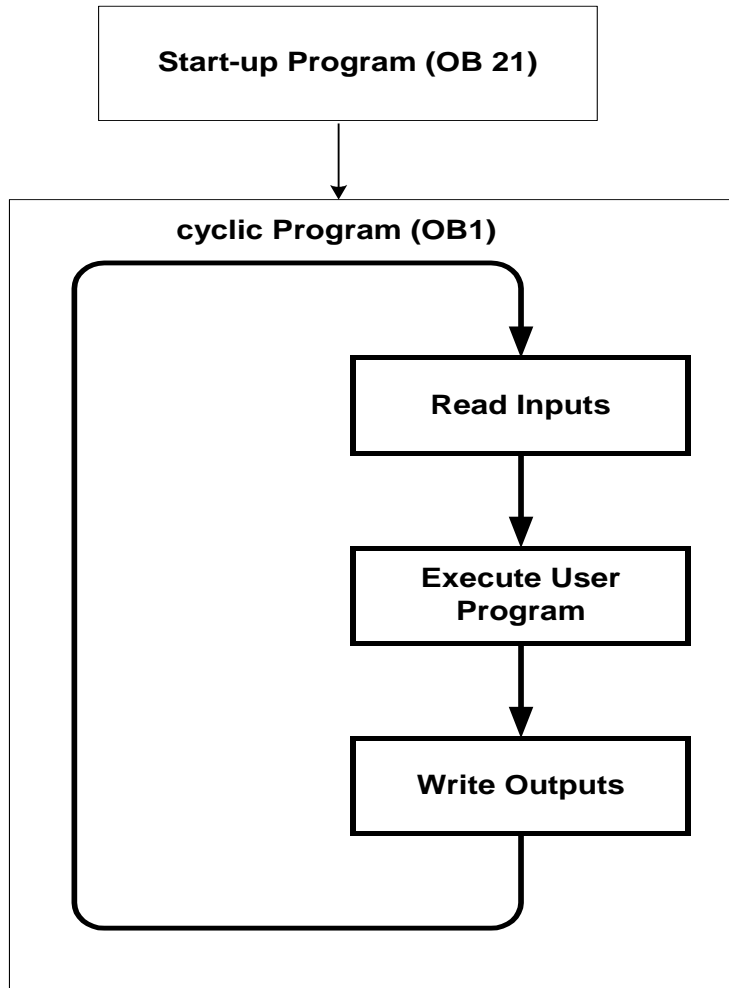 Start-up Program (OB 21)
cyclic Program (OB1)
Read Inputs
Execute User
Program
Write Outputs